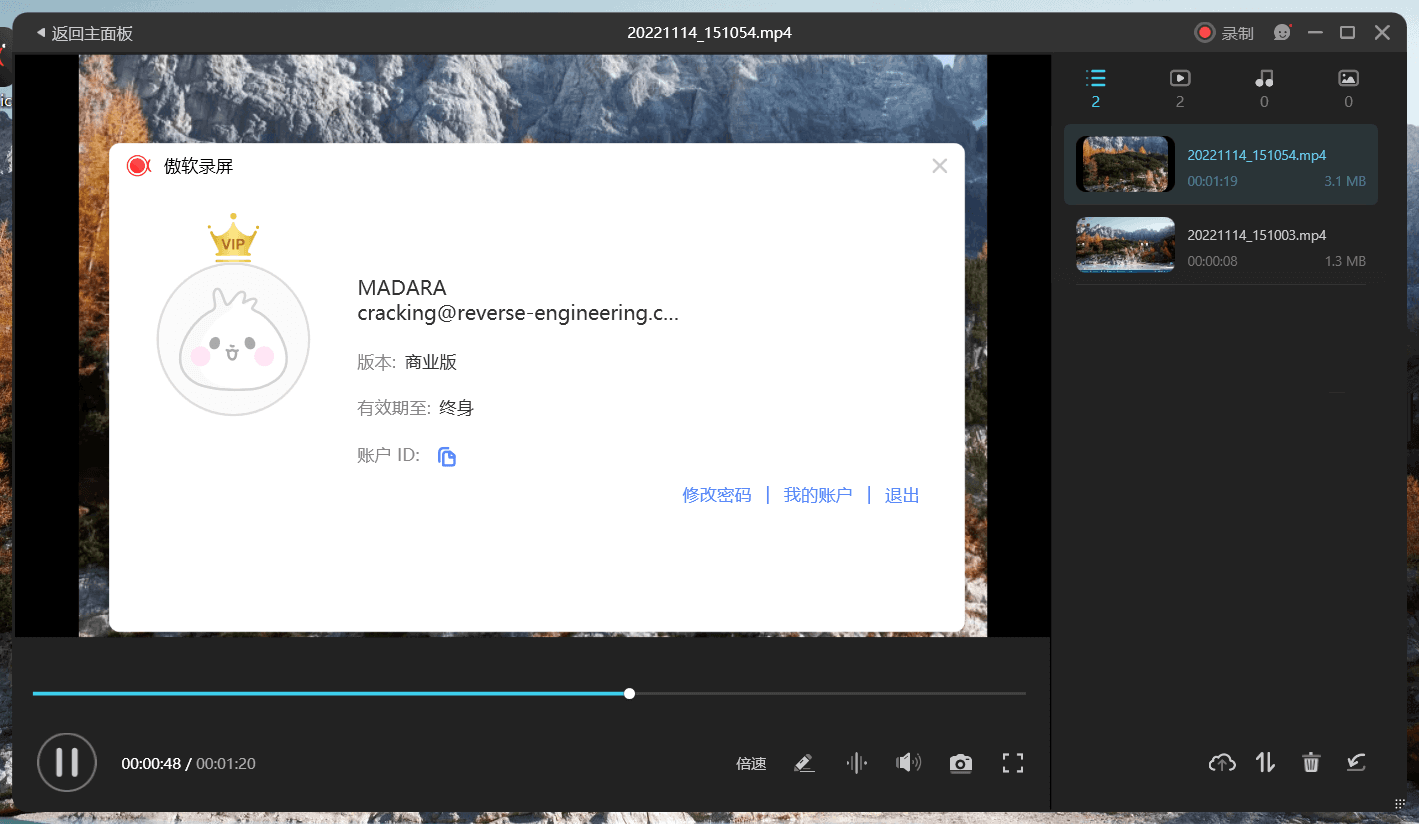 返回主面板
20221114_151054.mp4
录制
ic
2
2
0
0
20221114_151054.mp4
00:01:19
3.1 MB
20221114_151003.mp4
00:00:08
1.3 MB
傲软录屏
VIP
MADARA
cracking@reverse-engineering.c...
版本: 商业版
有效期至: 终身
账户 ID:
修改密码 | 我的账户 | 退出
00:00:48 / 00:01:20
倍速